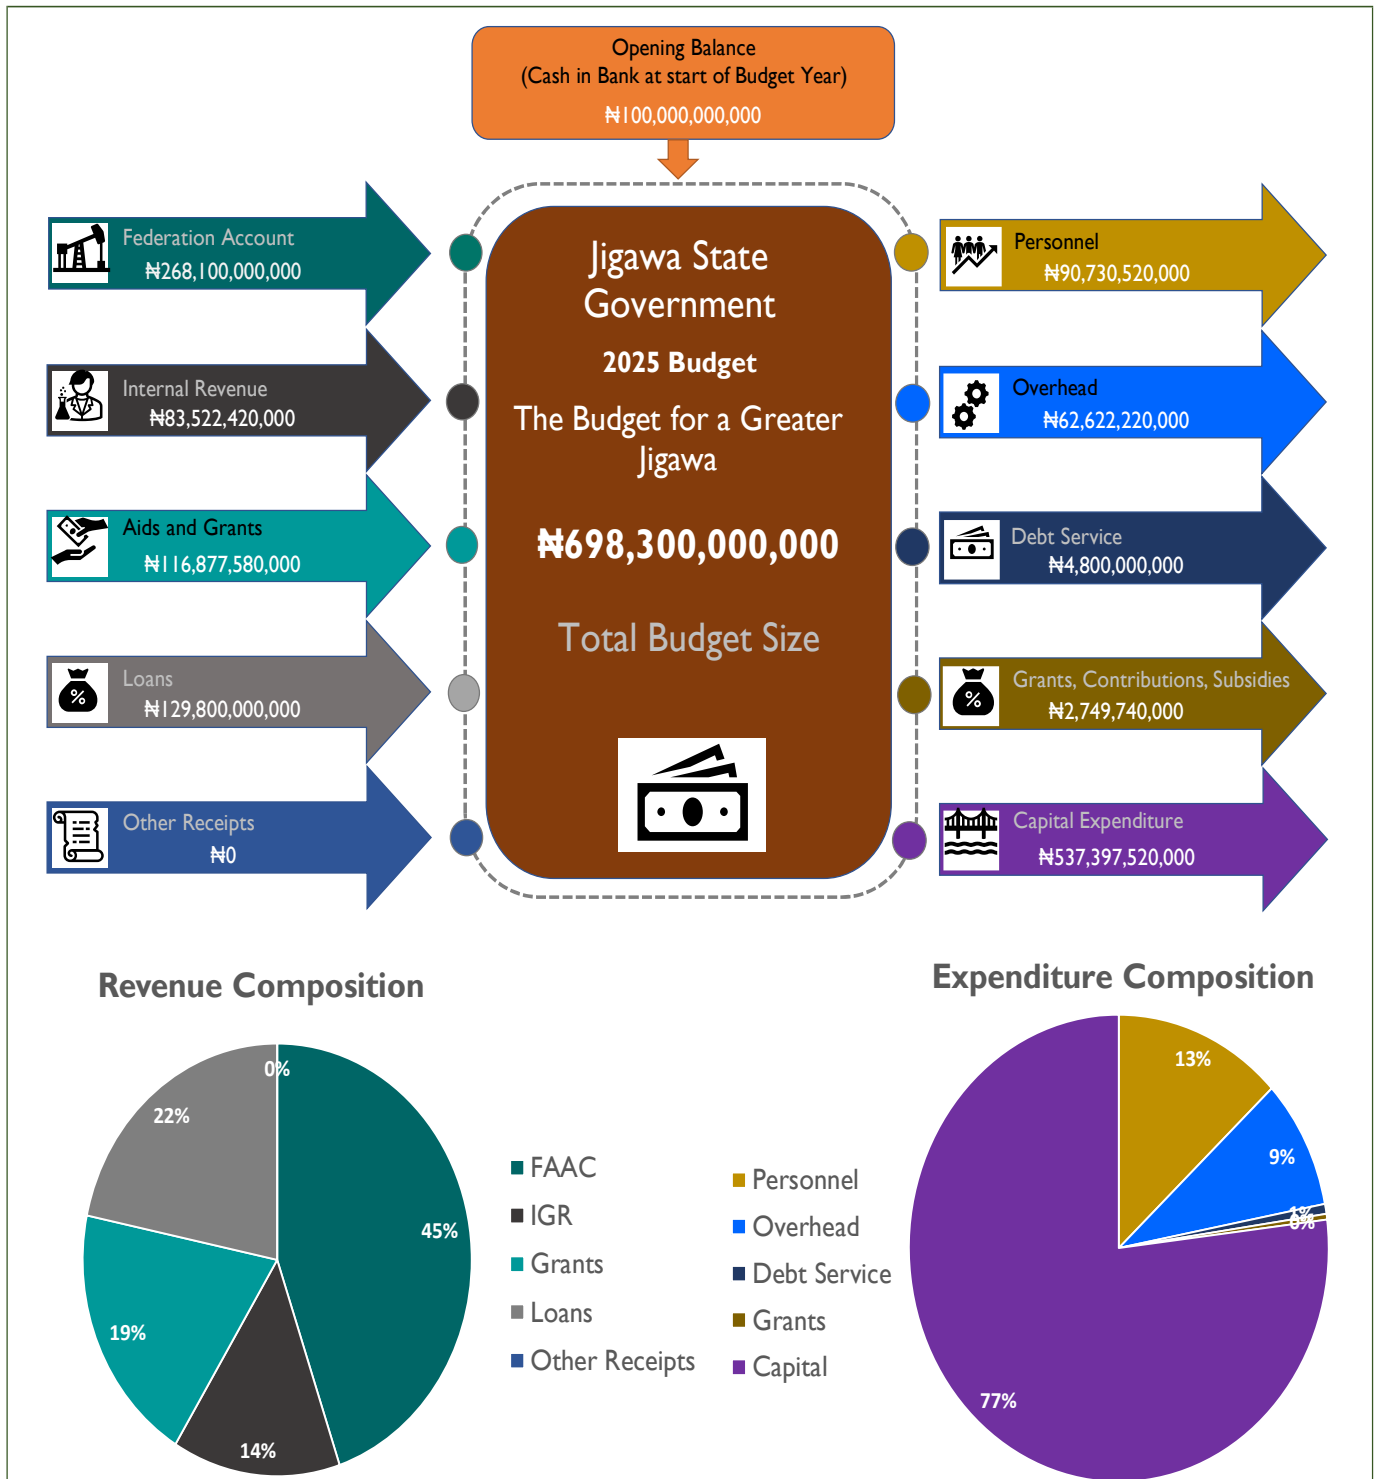 Opening Balance
(Cash in Bank at start of Budget Year)
₦100,000,000,000
Federation Account
₦268,100,000,000
Internal Revenue
₦83,522,420,000
Aids and Grants
₦116,877,580,000
Loans
₦129,800,000,000
Other Receipts
₦0
Jigawa State
Government
2025 Budget
The Budget for a Greater
Jigawa
₦698,300,000,000
Total Budget Size
Personnel
₦90,730,520,000
Overhead
₦62,622,220,000
Debt Service
₦4,800,000,000
Grants, Contributions, Subsidies
₦2,749,740,000
Capital Expenditure
₦537,397,520,000
Revenue Composition
0%
22%
45%
19%
14%
FAAC
IGR
Grants
Loans
Other Receipts
Expenditure Composition
13%
9%
1%
0%
77%
Personnel
Overhead
Debt Service
Grants
Capital